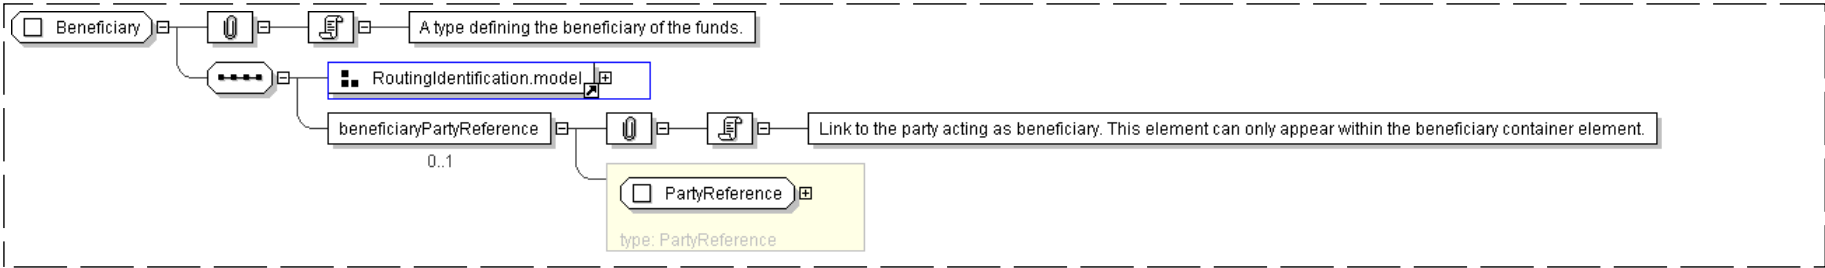 Beneficiary
A type defining the beneficiary of the funds.
RoutingIdentification.model
beneficiaryPartyReference
Link to the party acting as beneficiary. This element can only appear within the beneficiary container element.
0..1
PartyReference
type: PartyReference